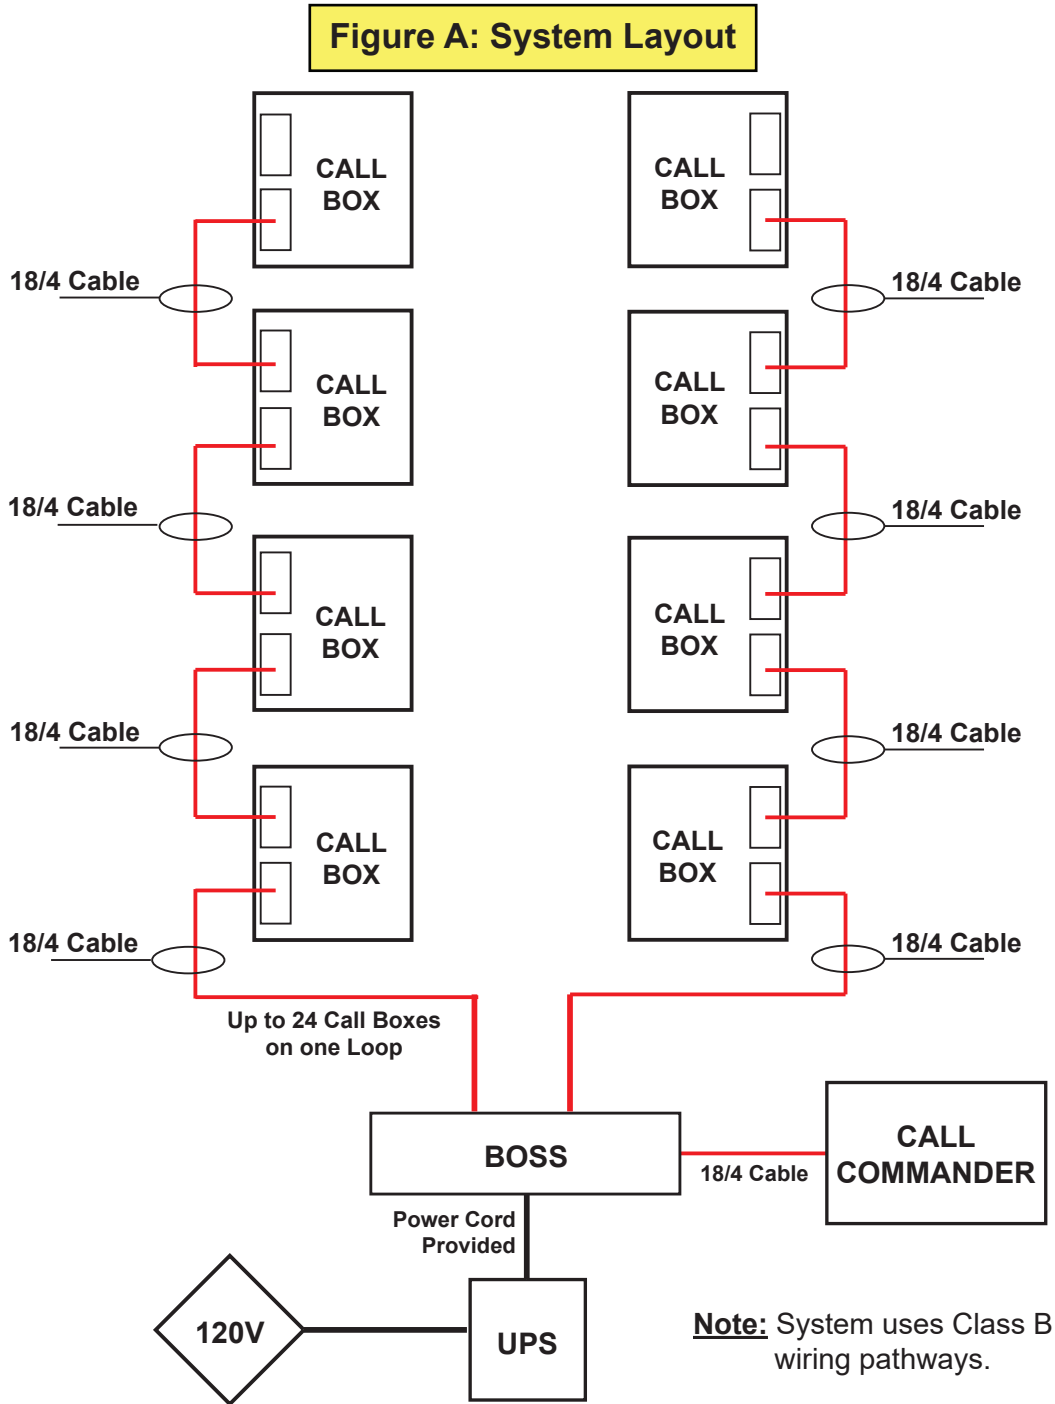 Figure A: System Layout
CALL
BOX
CALL
BOX
18/4 Cable
18/4 Cable
CALL
BOX
CALL
BOX
18/4 Cable
18/4 Cable
CALL
BOX
CALL
BOX
18/4 Cable
18/4 Cable
CALL
BOX
CALL
BOX
18/4 Cable
18/4 Cable
Up to 24 Call Boxes
on one Loop
BOSS
18/4 Cable
CALL
COMMANDER
Power Cord
Provided
120V
UPS
Note: System uses Class B
wiring pathways.